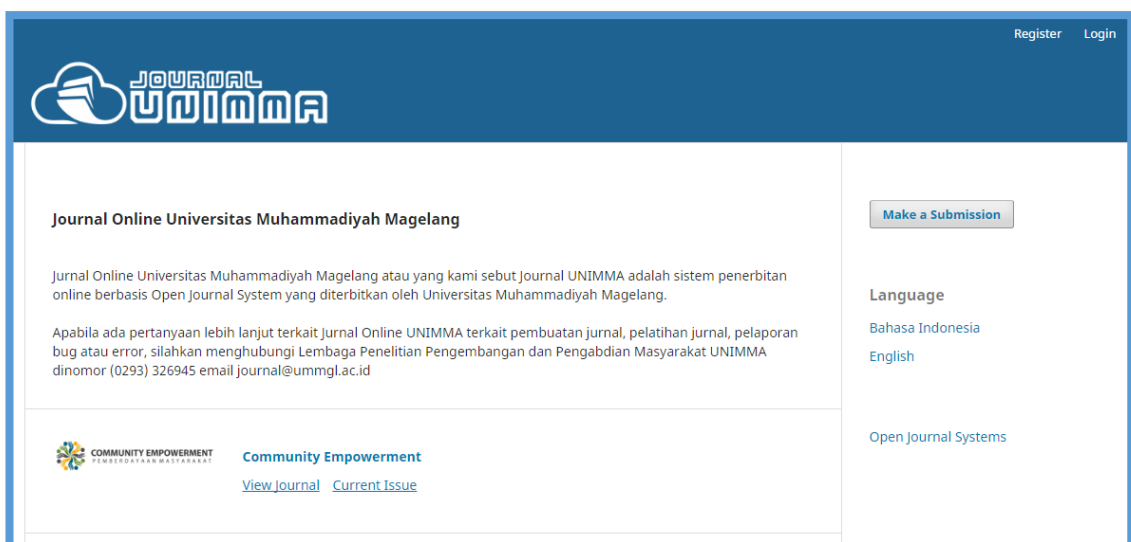 Register Login
JOURNAL
UNIMMA
Journal Online Universitas Muhammadiyah Magelang
Jurnal Online Universitas Muhammadiyah Magelang atau yang kami sebut Journal UNIMMA adalah sistem penerbitan
online berbasis Open Journal System yang diterbitkan oleh Universitas Muhammadiyah Magelang.
Apabila ada pertanyaan lebih lanjut terkait Jurnal Online UNIMMA terkait pembuatan jurnal, pelatihan jurnal, pelaporan
bug atau error, silahkan menghubungi Lembaga Penelitian Pengembangan dan Pengabdian Masyarakat UNIMMA
dinomor (0293) 326945 email journal@ummgl.ac.id
COMMUNITY EMPOWERMENT
PEMBERDAYAAN MASYARAKAT
Community Empowerment
View Journal Current Issue
Make a Submission
Language
Bahasa Indonesia
English
Open Journal Systems